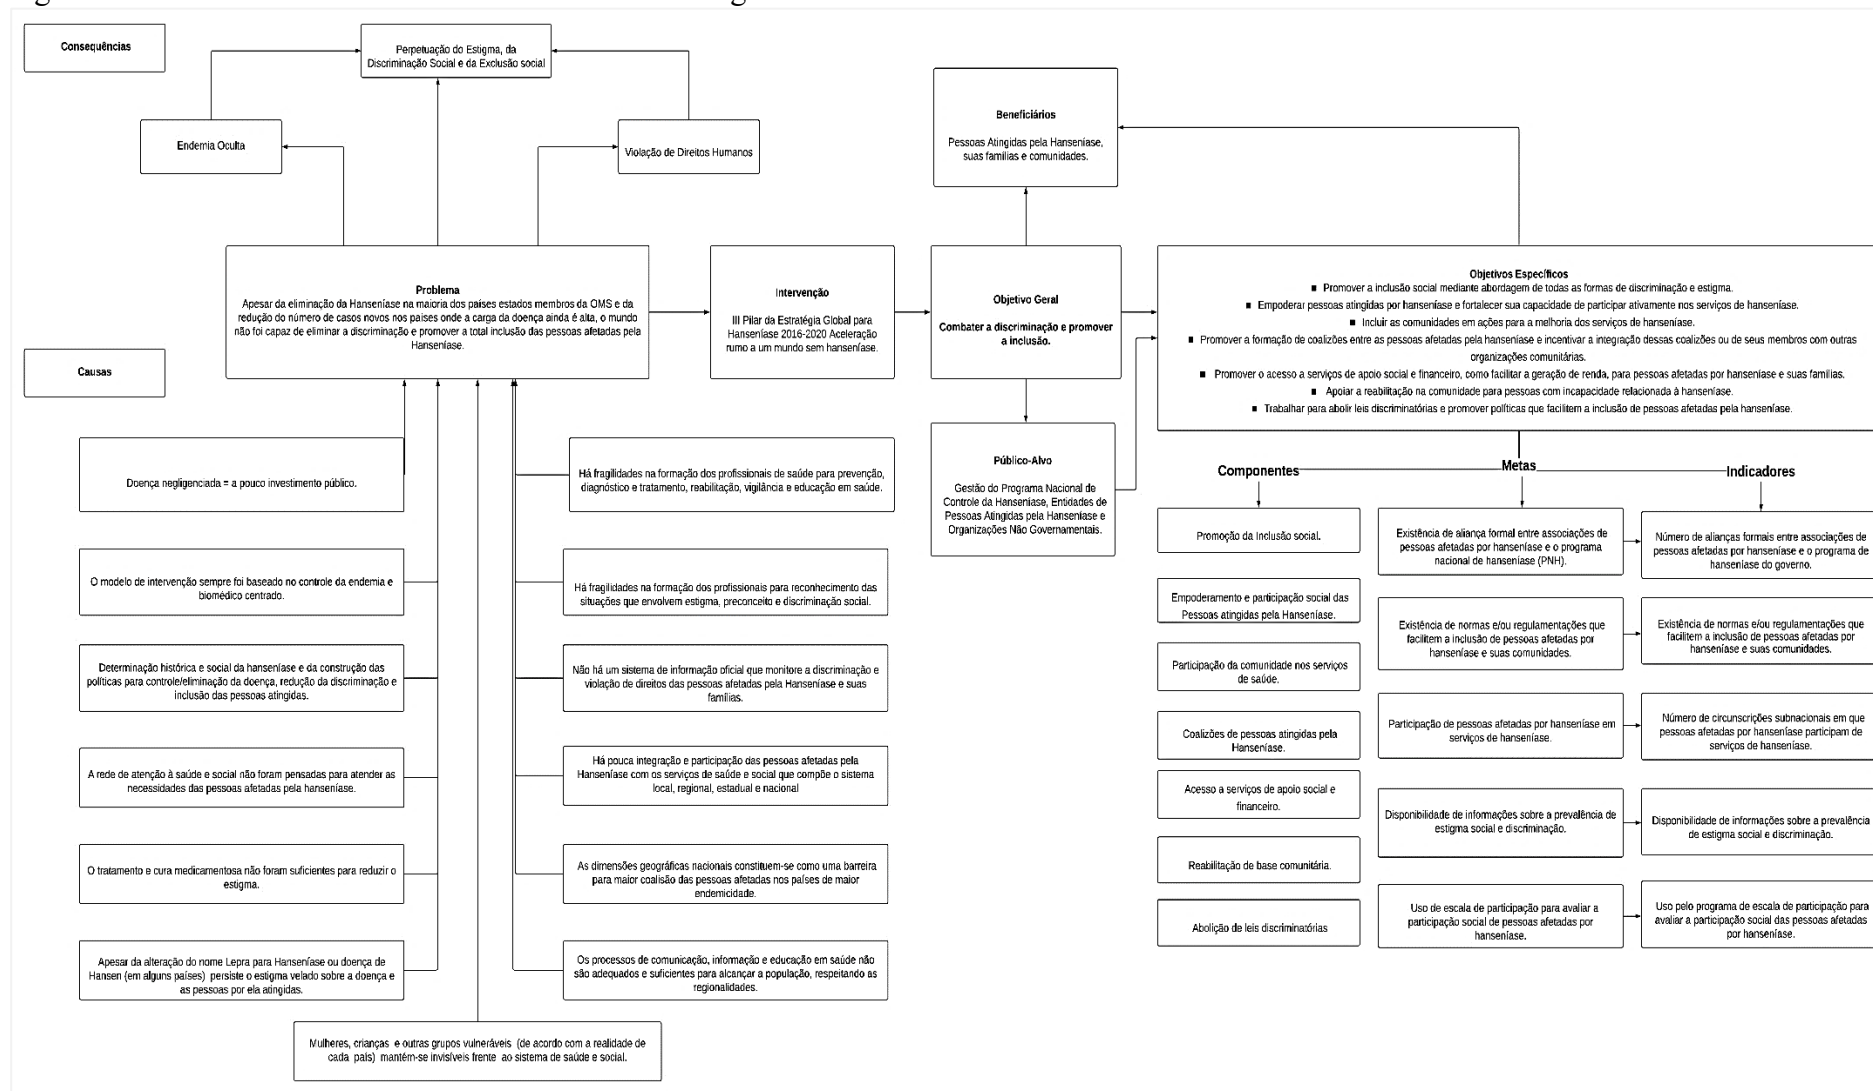 Consequências
Perpetuação do Estigma, da
Discriminação Social e da Exclusão social
Endemia Oculta
Violação de Direitos Humanos
Problema
Apesar da eliminação da Hanseníase na maioria dos países estados membros da OMS e da
redução do número de casos novos nos paises onde a carga da doença ainda é alta, o mundo
não foi capaz de eliminar a discriminação e promover a total inclusão das pessoas afetadas pela
Hanseníase.
Causas
Doença negligenciada = a pouco investimento público.
O modelo de intervenção sempre foi baseado no controle da endemia e
biomédico centrado.
Determinação histórica e social da hanseníase e da construção das
políticas para controle/eliminação da doença, redução da discriminação e
inclusão das pessoas atingidas.
A rede de atenção à saúde e social não foram pensadas para atender as
necessidades das pessoas afetadas pela hanseníase.
O tratamento e cura medicamentosa não foram suficientes para reduzir o
estigma.
Apesar da alteração do nome Lepra para Hanseníase ou doença de
Hansen (em alguns países) persiste o estigma velado sobre a doença e
as pessoas por ela atingidas.
Há fragilidades na formação dos profissionais de saúde para prevenção,
diagnóstico e tratamento, reabilitação, vigilância e educação em saúde.
Há fragilidades na formação dos profissionais para reconhecimento das
situações que envolvem estigma, preconceito e discriminação social.
Não há um sistema de informação oficial que monitore a discriminação e
violação de direitos das pessoas afetadas pela Hanseníase e suas
famílias.
Há pouca integração e participação das pessoas afetadas pela
Hanseníase com os serviços de saúde e social que compõe o sistema
local, regional, estadual e nacional
As dimensões geográficas nacionais constituem-se como uma barreira
para maior coalisão das pessoas afetadas nos países de maior
endemicidade.
Os processos de comunicação, informação e educação em saúde não
são adequados e suficientes para alcançar a população, respeitando as
regionalidades.
Mulheres, crianças e outras grupos vulneráveis (de acordo com a realidade de
cada país) mantém-se invisíveis frente ao sistema de saúde e social.
Intervenção
III Pilar da Estratégia Global para
Hanseníase 2016-2020 Aceleração
rumo a um mundo sem hanseníase.
Beneficiários
Pessoas Atingidas pela Hanseníase,
suas famílias e comunidades.
Objetivo Geral
Combater a discriminação e promover
a inclusão.
Público-Alvo
Gestão do Programa Nacional de
Controle da Hanseníase, Entidades de
Pessoas Atingidas pela Hanseníase e
Organizações Não Governamentais.
Objetivos Específicos
▪ Promover a inclusão social mediante abordagem de todas as formas de discriminação e estigma.
▪ Empoderar pessoas atingidas por hanseníase e fortalecer sua capacidade de participar ativamente nos serviços de hanseníase.
▪ Incluir as comunidades em ações para a melhoria dos serviços de hanseníase.
▪ Promover a formação de coalizões entre as pessoas afetadas pela hanseníase e incentivar a integração dessas coalizões ou de seus membros com outras
organizações comunitárias.
▪ Promover o acesso a serviços de apoio social e financeiro, como facilitar a geração de renda, para pessoas afetadas por hanseníase e suas famílias.
▪ Apoiar a reabilitação na comunidade para pessoas com incapacidade relacionada à hanseníase.
▪ Trabalhar para abolir leis discriminatórias e promover políticas que facilitem a inclusão de pessoas afetadas pela hanseníase.
Componentes
Promoção da Inclusão social.
Empoderamento e participação social das
Pessoas atingidas pela Hanseníase.
Participação da comunidade nos serviços
de saúde.
Coalizões de pessoas atingidas pela
Hanseníase.
Acesso a serviços de apoio social e
financeiro.
Reabilitação de base comunitária.
Abolição de leis discriminatórias
Metas
Existência de aliança formal entre associações de
pessoas afetadas por hanseníase e o programa
nacional de hanseníase (PNH).
Existência de normas e/ou regulamentações que
facilitem a inclusão de pessoas afetadas por
hanseníase e suas comunidades.
Participação de pessoas afetadas por hanseníase em
serviços de hanseníase.
Disponibilidade de informações sobre a prevalência de
estigma social e discriminação.
Uso de escala de participação para avaliar a
participação social de pessoas afetadas por
hanseníase.
Indicadores
Número de alianças formais entre associações de
pessoas afetadas por hanseníase e o programa de
hanseníase do governo.
Existência de normas e/ou regulamentações que
facilitem a inclusão de pessoas afetadas por
hanseníase e suas comunidades.
Número de circunscrições subnacionais em que
pessoas afetadas por hanseníase participam de
serviços de hanseníase.
Disponibilidade de informações sobre a prevalência
de estigma social e discriminação.
Uso pelo programa de escala de participação para
avaliar a participação social das pessoas afetadas
por hanseníase.